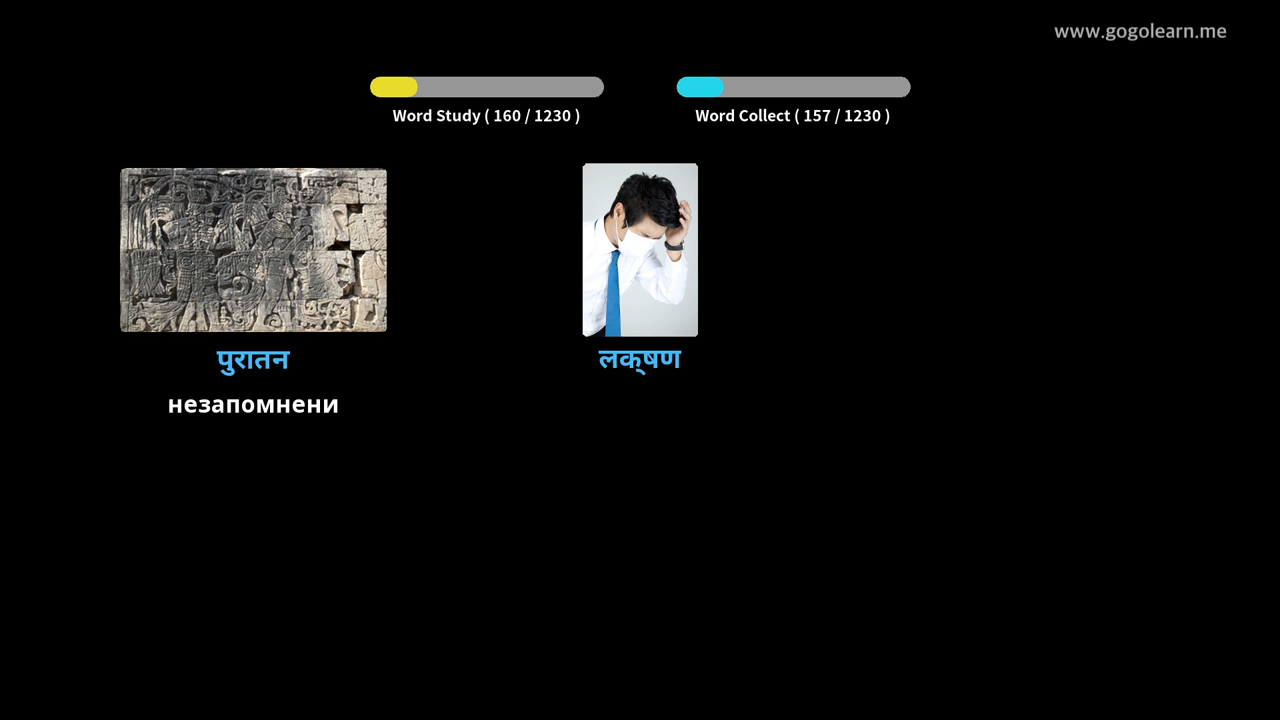 www.gogolearn.me
Word Study ( 160 / 1230 )
Word Collect ( 157 / 1230 )
पुरातन
लक्षण
незапомнени